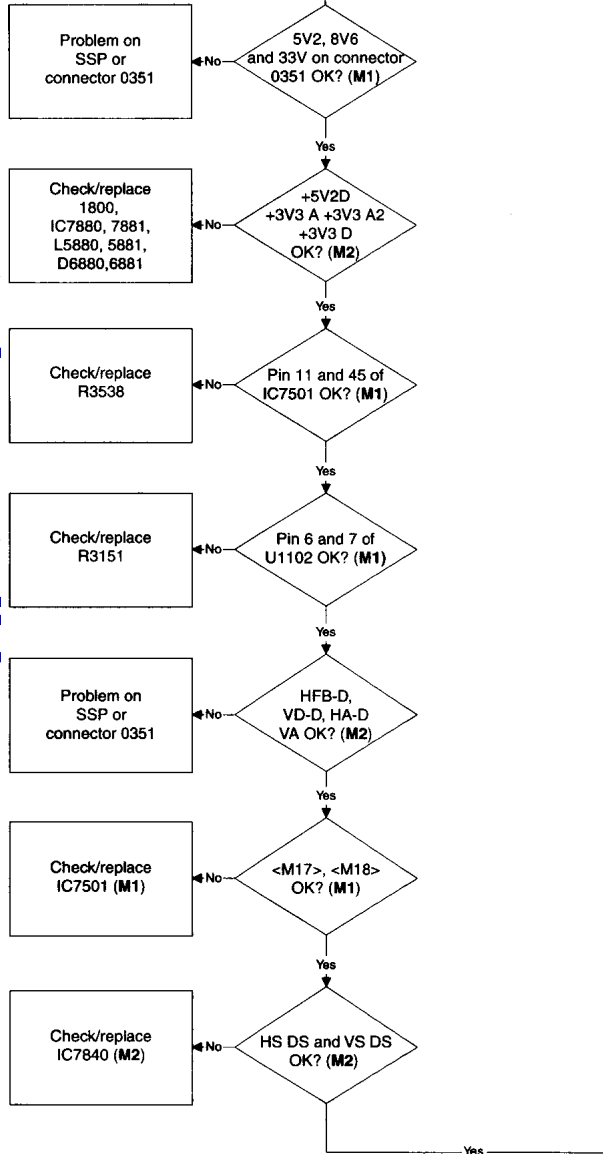 Problem on
SSP or
connector 0351
No
5V2, 8V6
and 33V on connector
0351 OK? (M1)
Yes
Check/replace
1800,
IC7880, 7881,
L5880, 5881,
D6880,6881
No
+5V2D
+3V3 A +3V3 A2
+3V3 D
OK? (M2)
Yes
Check/replace
R3538
No
Pin 11 and 45 of
IC7501 OK? (M1)
Yes
Check/replace
R3151
No
Pin 6 and 7 of
U1102 OK? (M1)
Yes
Problem on
SSP or
connector 0351
No
HFB-D,
VD-D, HA-D
VA OK? (M2)
Yes
Check/replace
IC7501 (M1)
No
<M17>, <M18>
OK? (M1)
Yes
Check/replace
IC7840 (M2)
No
HS DS and VS DS
OK? (M2)
Yes